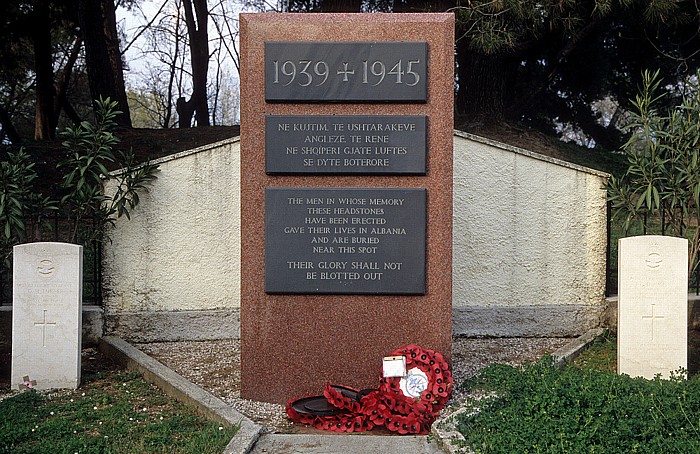 1939 ✝ 1945
NE KUJTIM, TE USHTARAKEVE
ANGLEZE, TE RENE
NE SHQIPERI GJATE LUFTES
SE DYTE BOTERORE
THE MEN IN WHOSE MEMORY
THESE HEADSTONES
HAVE BEEN ERECTED
GAVE THEIR LIVES IN ALBANIA
AND ARE BURIED
NEAR THIS SPOT
THEIR GLORY SHALL NOT
BE BLOTTED OUT